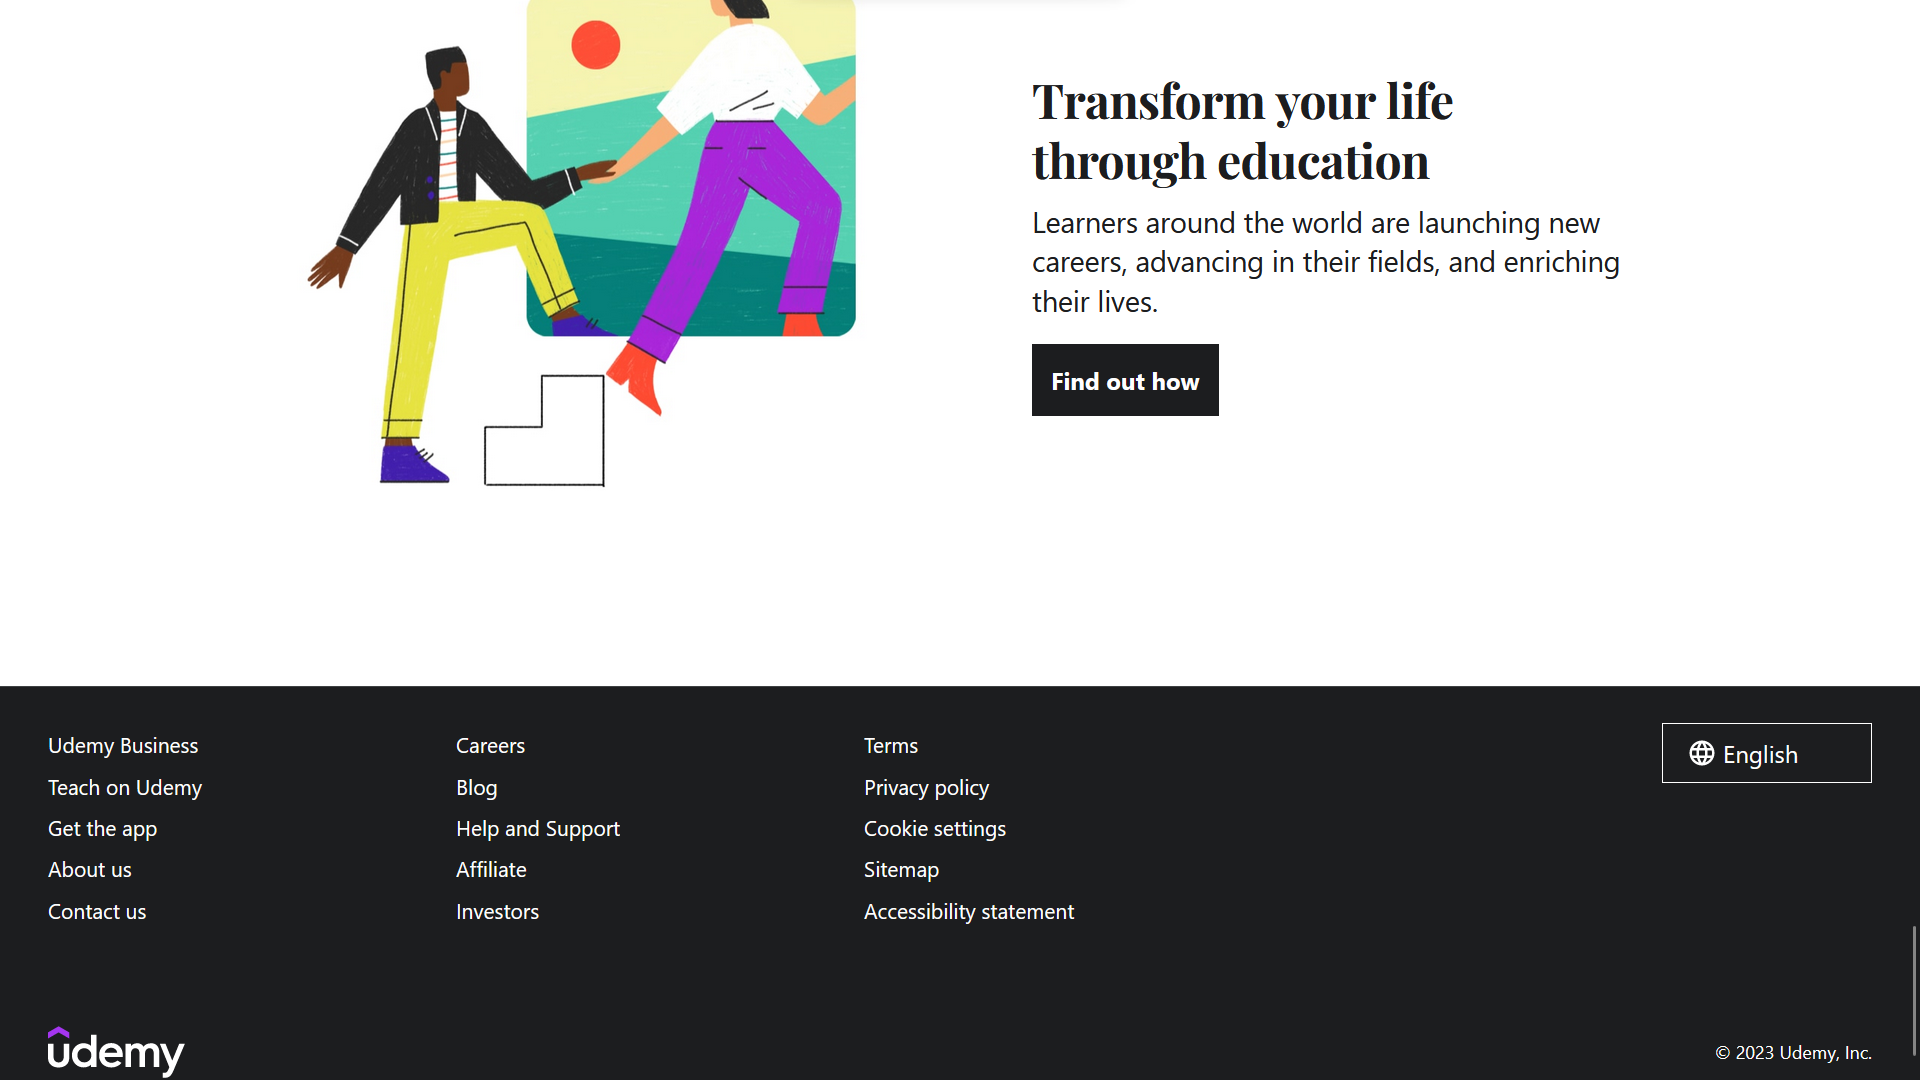 Transform your life
through education
Learners around the world are launching new
careers, advancing in their fields, and enriching
their lives.
Find out how
Udemy Business
Teach on Udemy
Get the app
About us
Contact us
Careers
Blog
Help and Support
Affiliate
Investors
Terms
Privacy policy
Cookie settings
Sitemap
Accessibility statement
English
udemy
© 2023 Udemy, Inc.